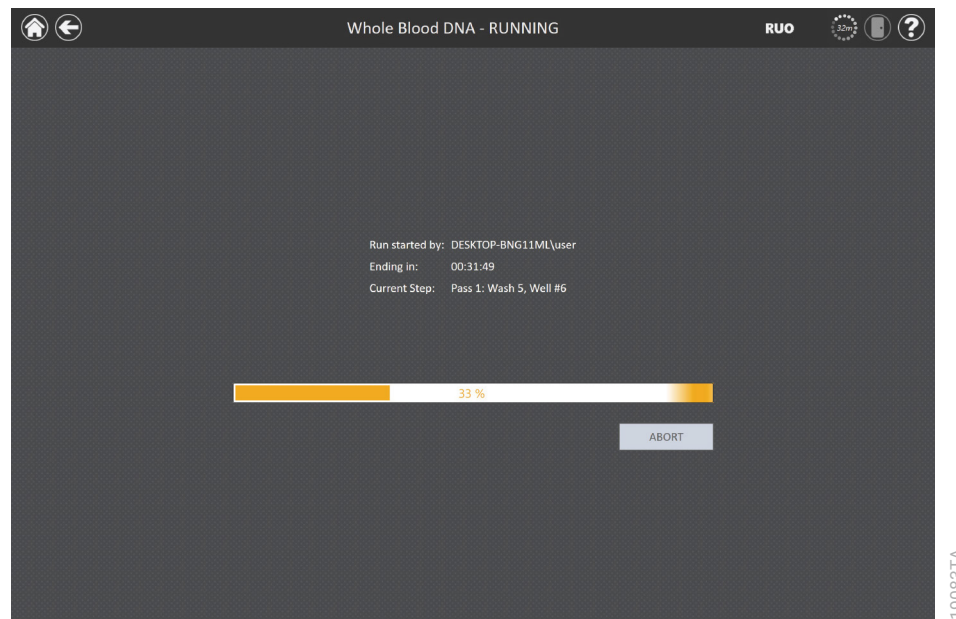 Whole Blood DNA - RUNNING
RUO
32m
?
Run started by: DESKTOP-BNG11ML\user
Ending in: 00:31:49
Current Step: Pass 1: Wash 5, Well #6
33 %
ABORT